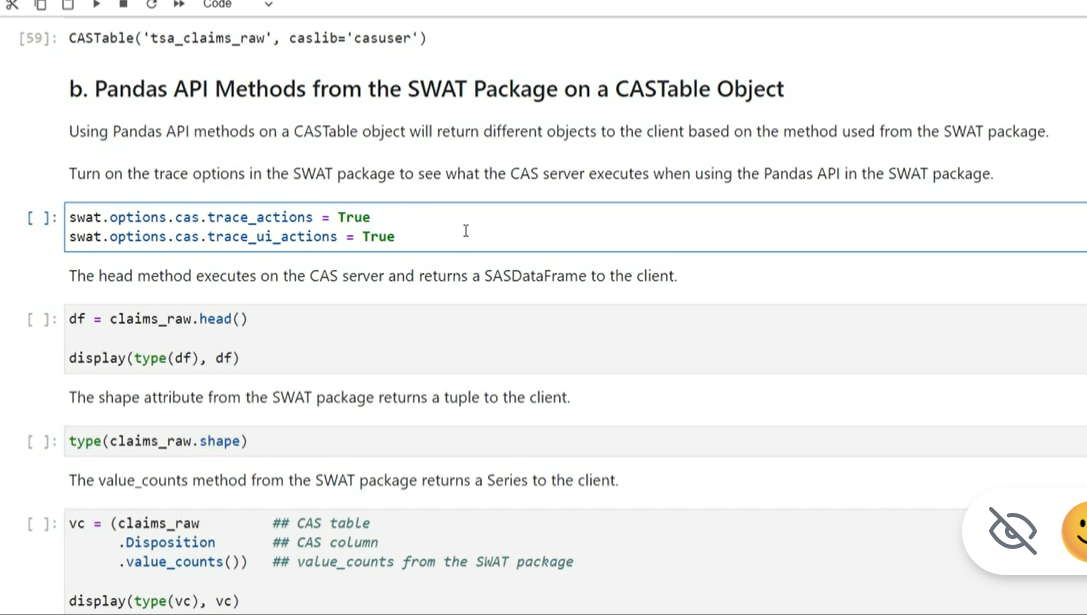 Code
[59]: CASTable('tsa_claims_raw', caslib='casuser')
b. Pandas API Methods from the SWAT Package on a CASTable Object
Using Pandas API methods on a CASTable object will return different objects to the client based on the method used from the SWAT package.
Turn on the trace options in the SWAT package to see what the CAS server executes when using the Pandas API in the SWAT package.
[ ]: swat.options.cas.trace_actions = True
swat.options.cas.trace_ui_actions = True
The head method executes on the CAS server and returns a SASDataFrame to the client.
[ ]: df = claims_raw.head()
display(type(df), df)
The shape attribute from the SWAT package returns a tuple to the client.
[ ]: type(claims_raw.shape)
The value_counts method from the SWAT package returns a Series to the client.
[ ]: vc = (claims_raw ## CAS table
.Disposition ## CAS column
.value_counts()) ## value_counts from the SWAT package
display(type(vc), vc)